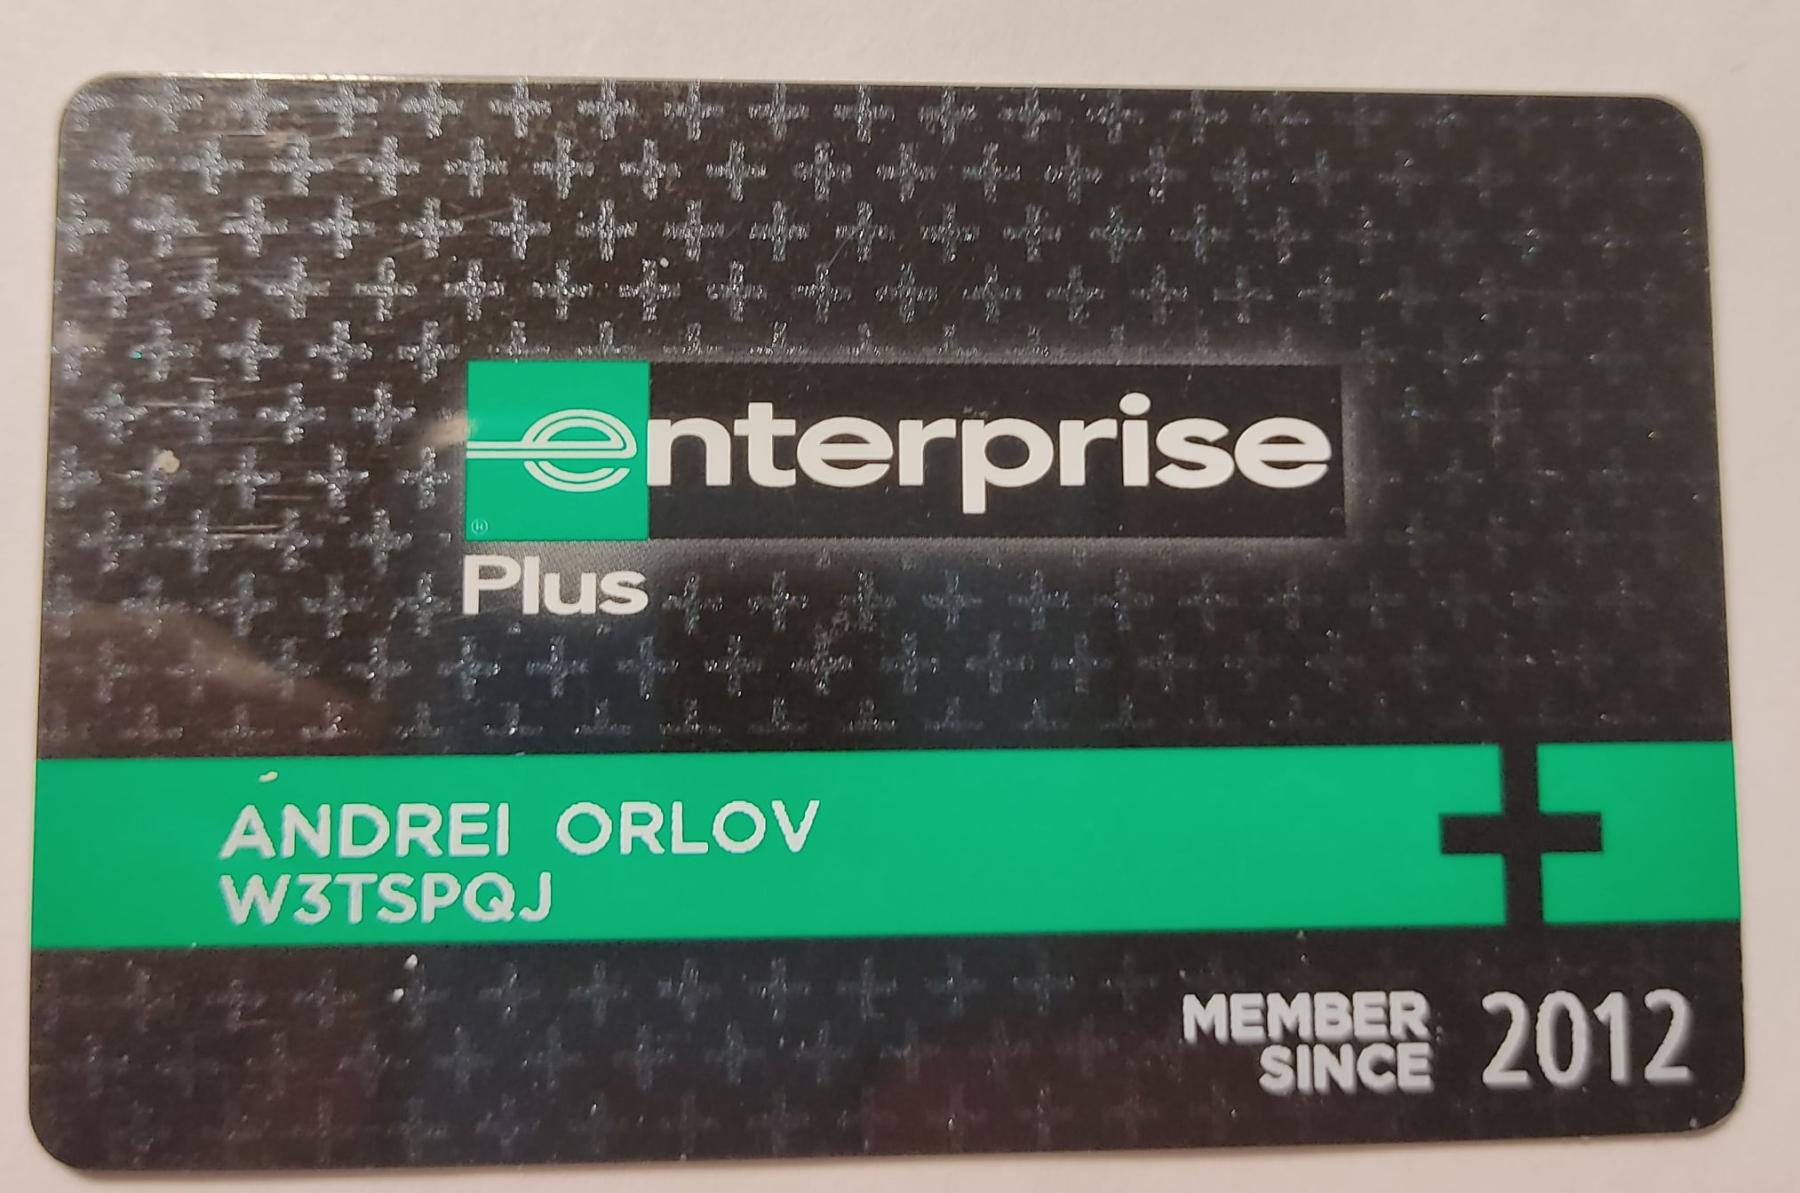 enterprise
®
Plus
ANDREI ORLOV
W3TSPQJ
MEMBER
SINCE 2012